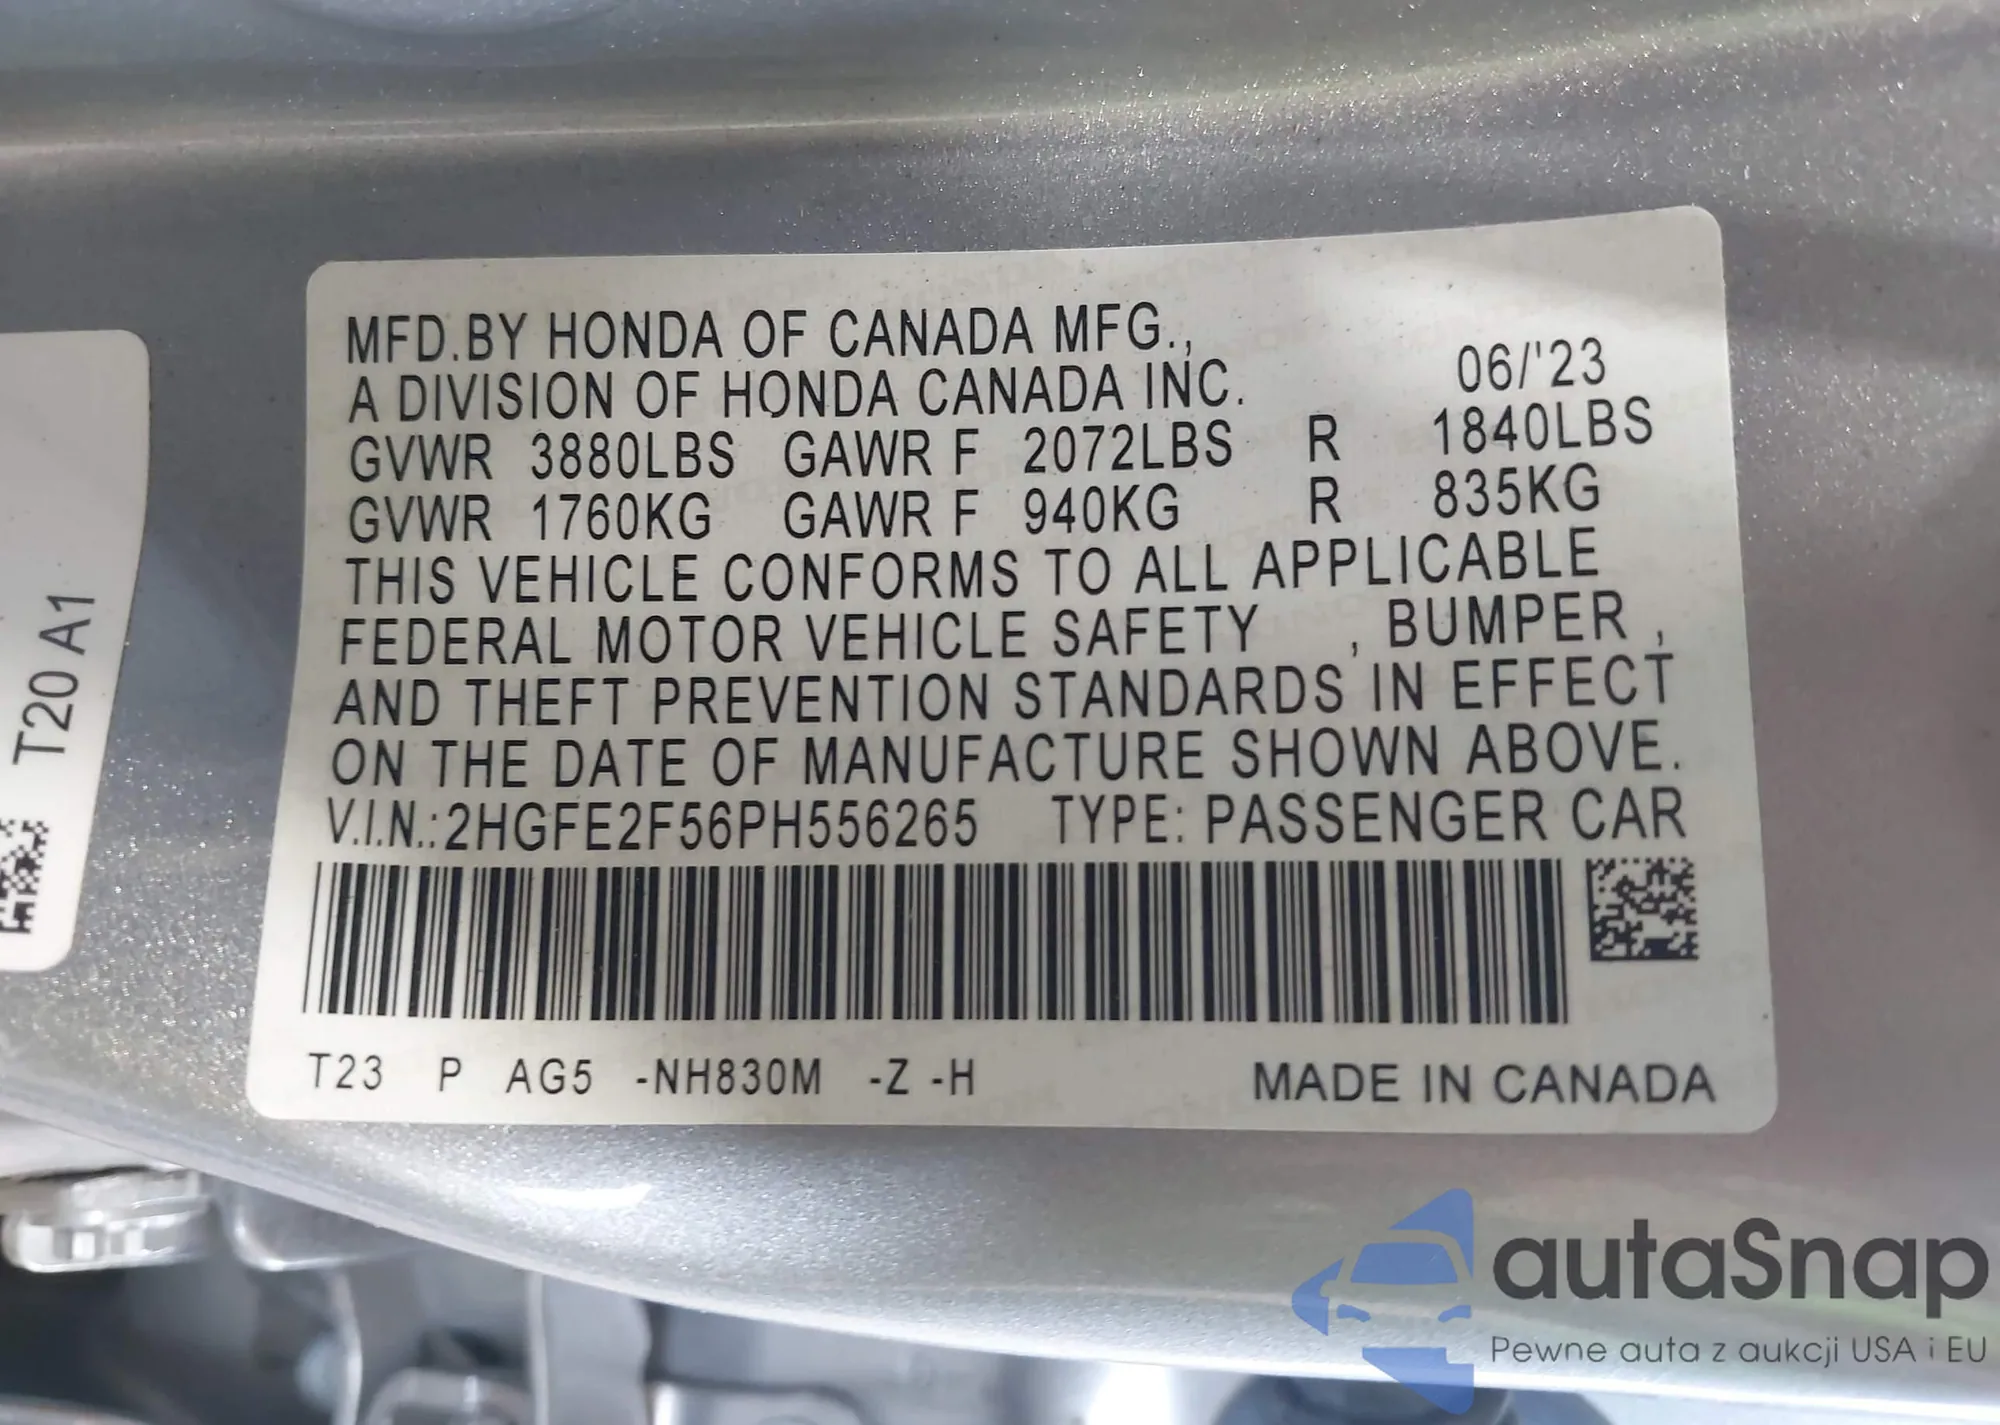 MFD.BY HONDA OF CANADA MFG.,
A DIVISION OF HONDA CANADA INC. 06/'23
GVWR 3880LBS GAWR F 2072LBS R 1840LBS
GVWR 1760KG GAWR F 940KG R 835KG
THIS VEHICLE CONFORMS TO ALL APPLICABLE
FEDERAL MOTOR VEHICLE SAFETY , BUMPER ,
AND THEFT PREVENTION STANDARDS IN EFFECT
ON THE DATE OF MANUFACTURE SHOWN ABOVE.
V.I.N.:2HGFE2F56PH556265 TYPE: PASSENGER CAR
T23 P AG5 -NH830M -Z -H MADE IN CANADA
T20 A1
autaSnap
Pewne auta z aukcji USA i EU